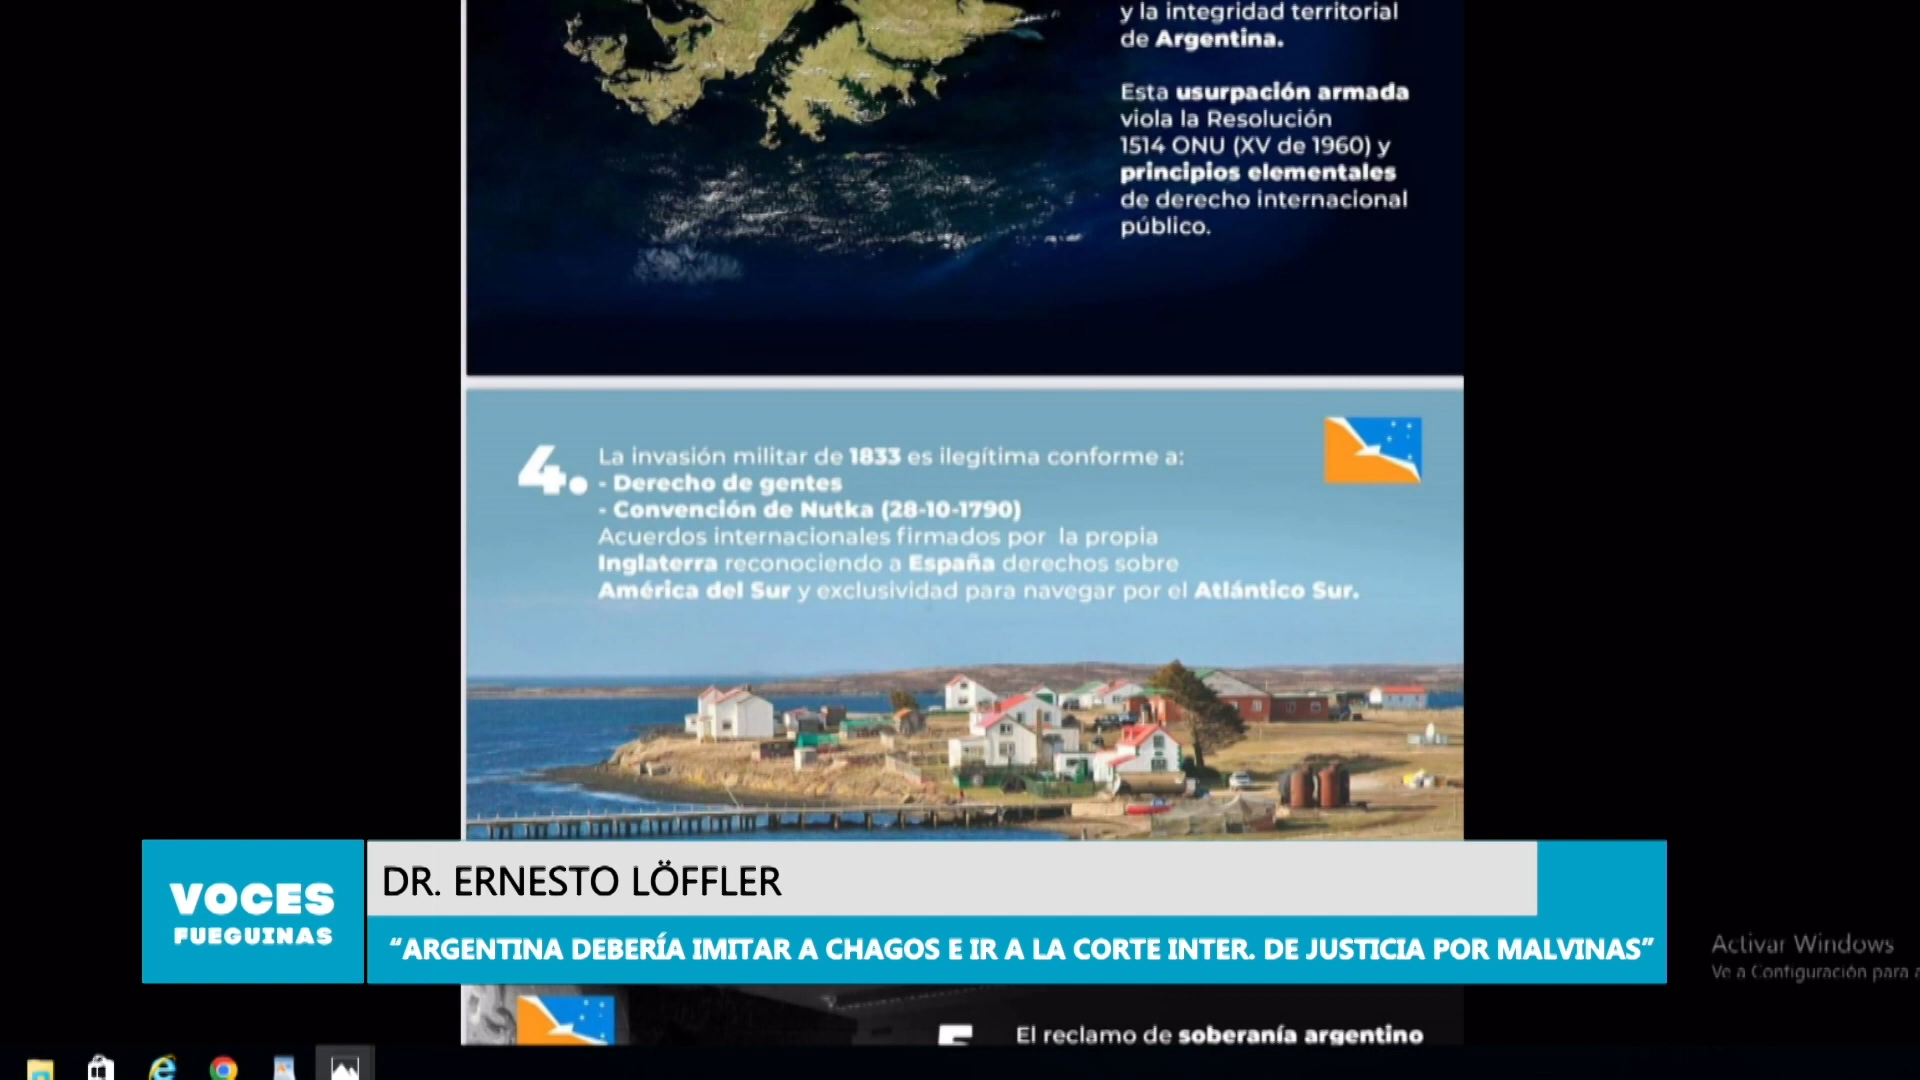 y la integridad territorial
de Argentina.
Esta usurpación armada
viola la Resolución
1514 ONU (XV de 1960) y
principios elementales
de derecho internacional
público.
4. La invasión militar de 1833 es ilegítima conforme a:
- Derecho de gentes
- Convención de Nutka (28-10-1790)
Acuerdos internacionales firmados por la propia
Inglaterra reconociendo a España derechos sobre
América del Sur y exclusividad para navegar por el Atlántico Sur.
VOCES
FUEGUINAS
DR. ERNESTO LÖFFLER
“ARGENTINA DEBERÍA IMITAR A CHAGOS E IR A LA CORTE INTER. DE JUSTICIA POR MALVINAS”
Activar Windows
Ve a Configuración para
El reclamo de soberanía argentino